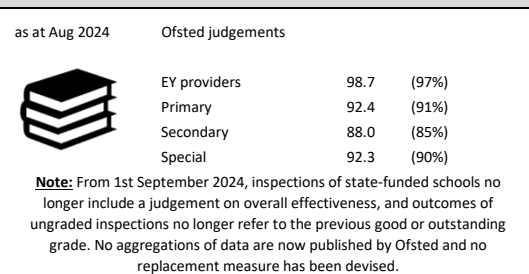 as at Aug 2024 Ofsted judgements
EY providers 98.7 (97%)
Primary 92.4 (91%)
Secondary 88.0 (85%)
Special 92.3 (90%)
Note: From 1st September 2024, inspections of state-funded schools no
longer include a judgement on overall effectiveness, and outcomes of
ungraded inspections no longer refer to the previous good or outstanding
grade. No aggregations of data are now published by Ofsted and no
replacement measure has been devised.